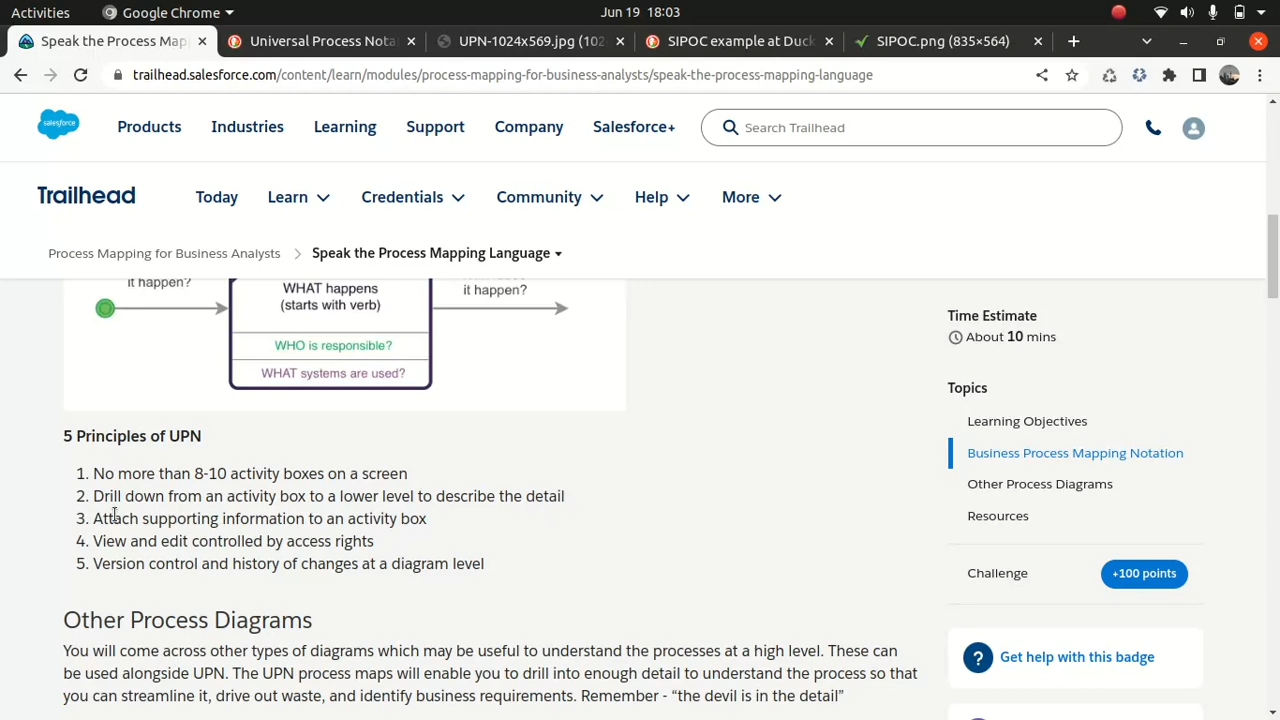 Activities Google Chrome Jun 19 18:03
Speak the Process Map Universal Process Nota UPN-1024x569.jpg (102 SIPOC example at Duck SIPOC.png (835×564)
trailhead.salesforce.com/content/learn/modules/process-mapping-for-business-analysts/speak-the-process-mapping-language
salesforce Products Industries Learning Support Company Salesforce+ Search Trailhead
Trailhead Today Learn Credentials Community Help More
Process Mapping for Business Analysts Speak the Process Mapping Language
it happen?
WHAT happens
(starts with verb)
it happen?
WHO is responsible?
WHAT systems are used?
5 Principles of UPN
1. No more than 8-10 activity boxes on a screen
2. Drill down from an activity box to a lower level to describe the detail
3. Attach supporting information to an activity box
4. View and edit controlled by access rights
5. Version control and history of changes at a diagram level
Other Process Diagrams
You will come across other types of diagrams which may be useful to understand the processes at a high level. These can
be used alongside UPN. The UPN process maps will enable you to drill into enough detail to understand the process so that
you can streamline it, drive out waste, and identify business requirements. Remember - “the devil is in the detail”
Time Estimate
About 10 mins
Topics
Learning Objectives
Business Process Mapping Notation
Other Process Diagrams
Resources
Challenge +100 points
? Get help with this badge